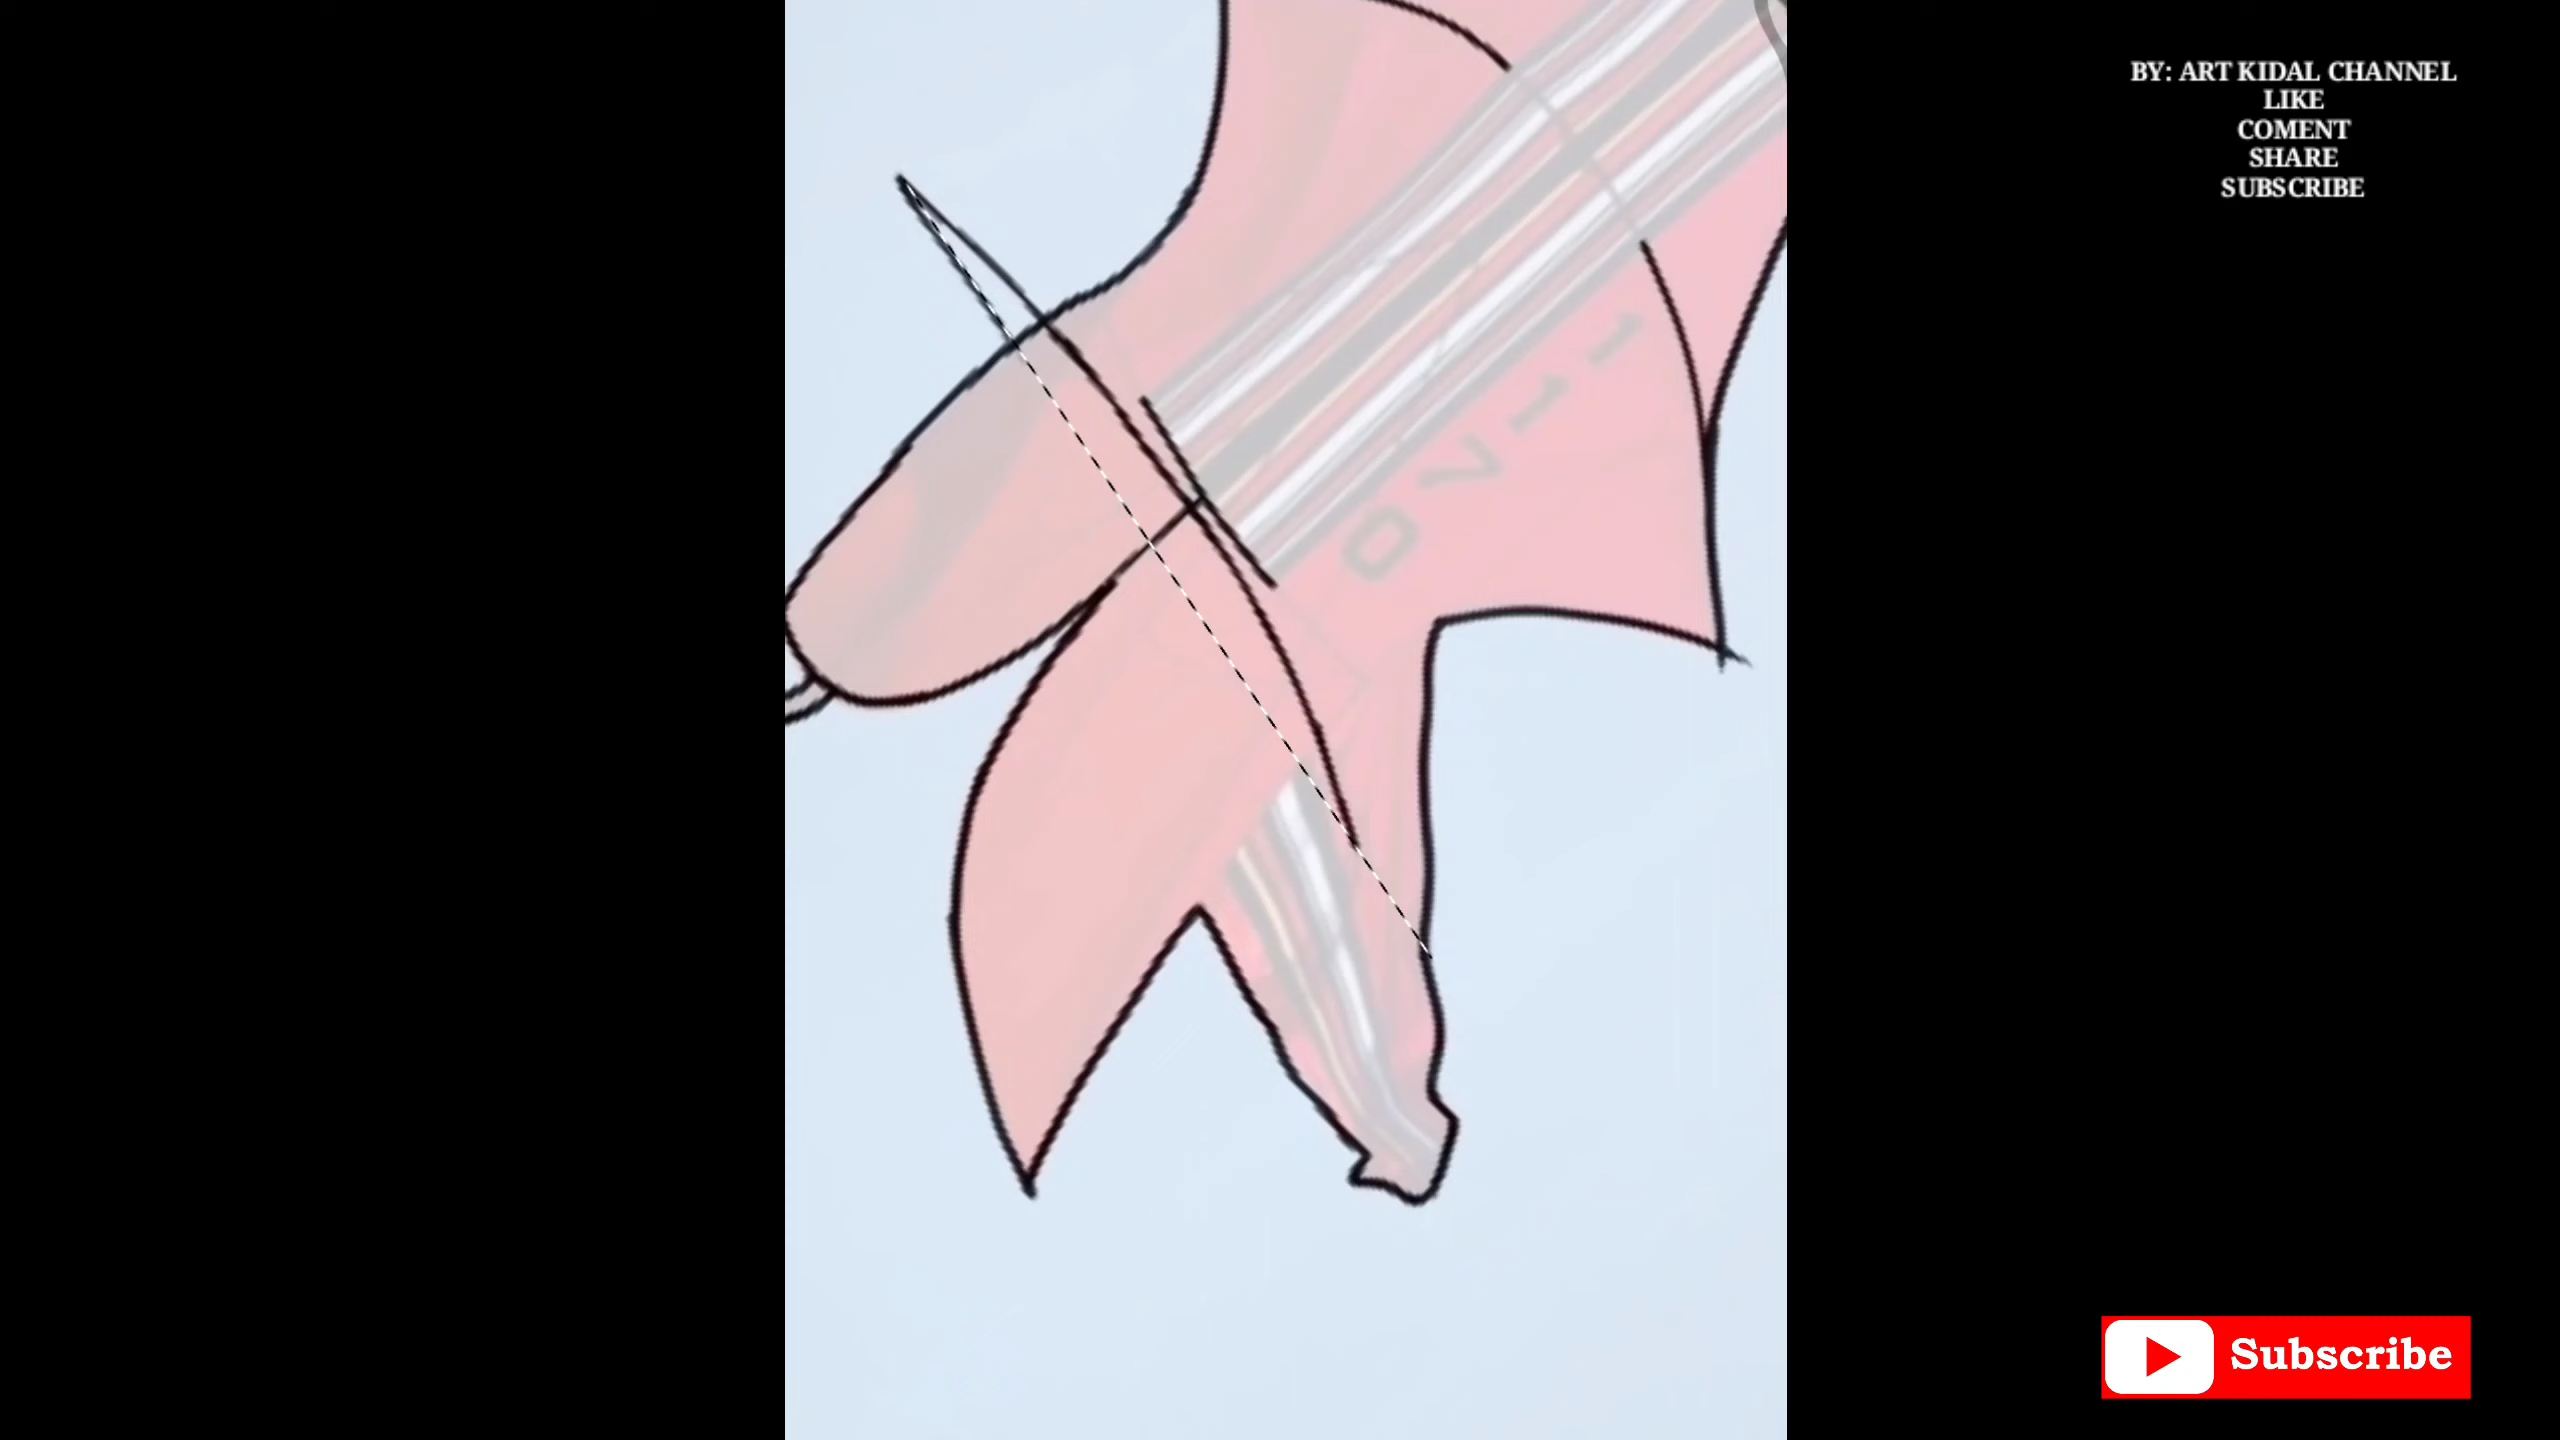 BY: ART KIDAL CHANNEL
LIKE
COMENT
SHARE
SUBSCRIBE
Subscribe